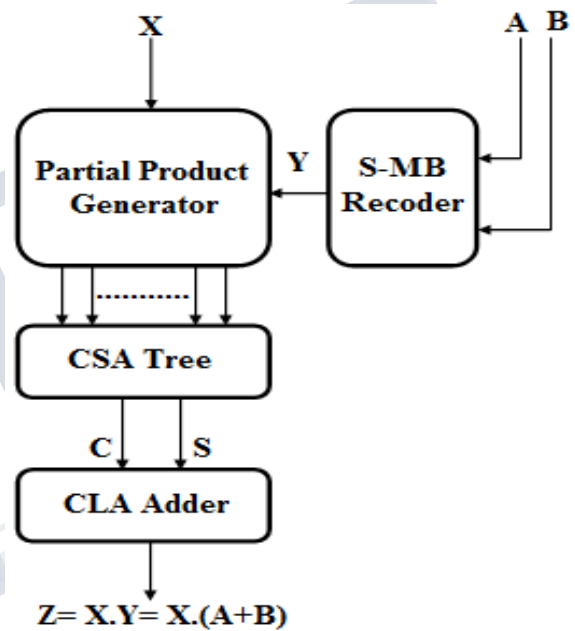 X
A B
Partial Product
Generator
Y
S-MB
Recoder
CSA Tree
C S
CLA Adder
Z= X.Y= X.(A+B)